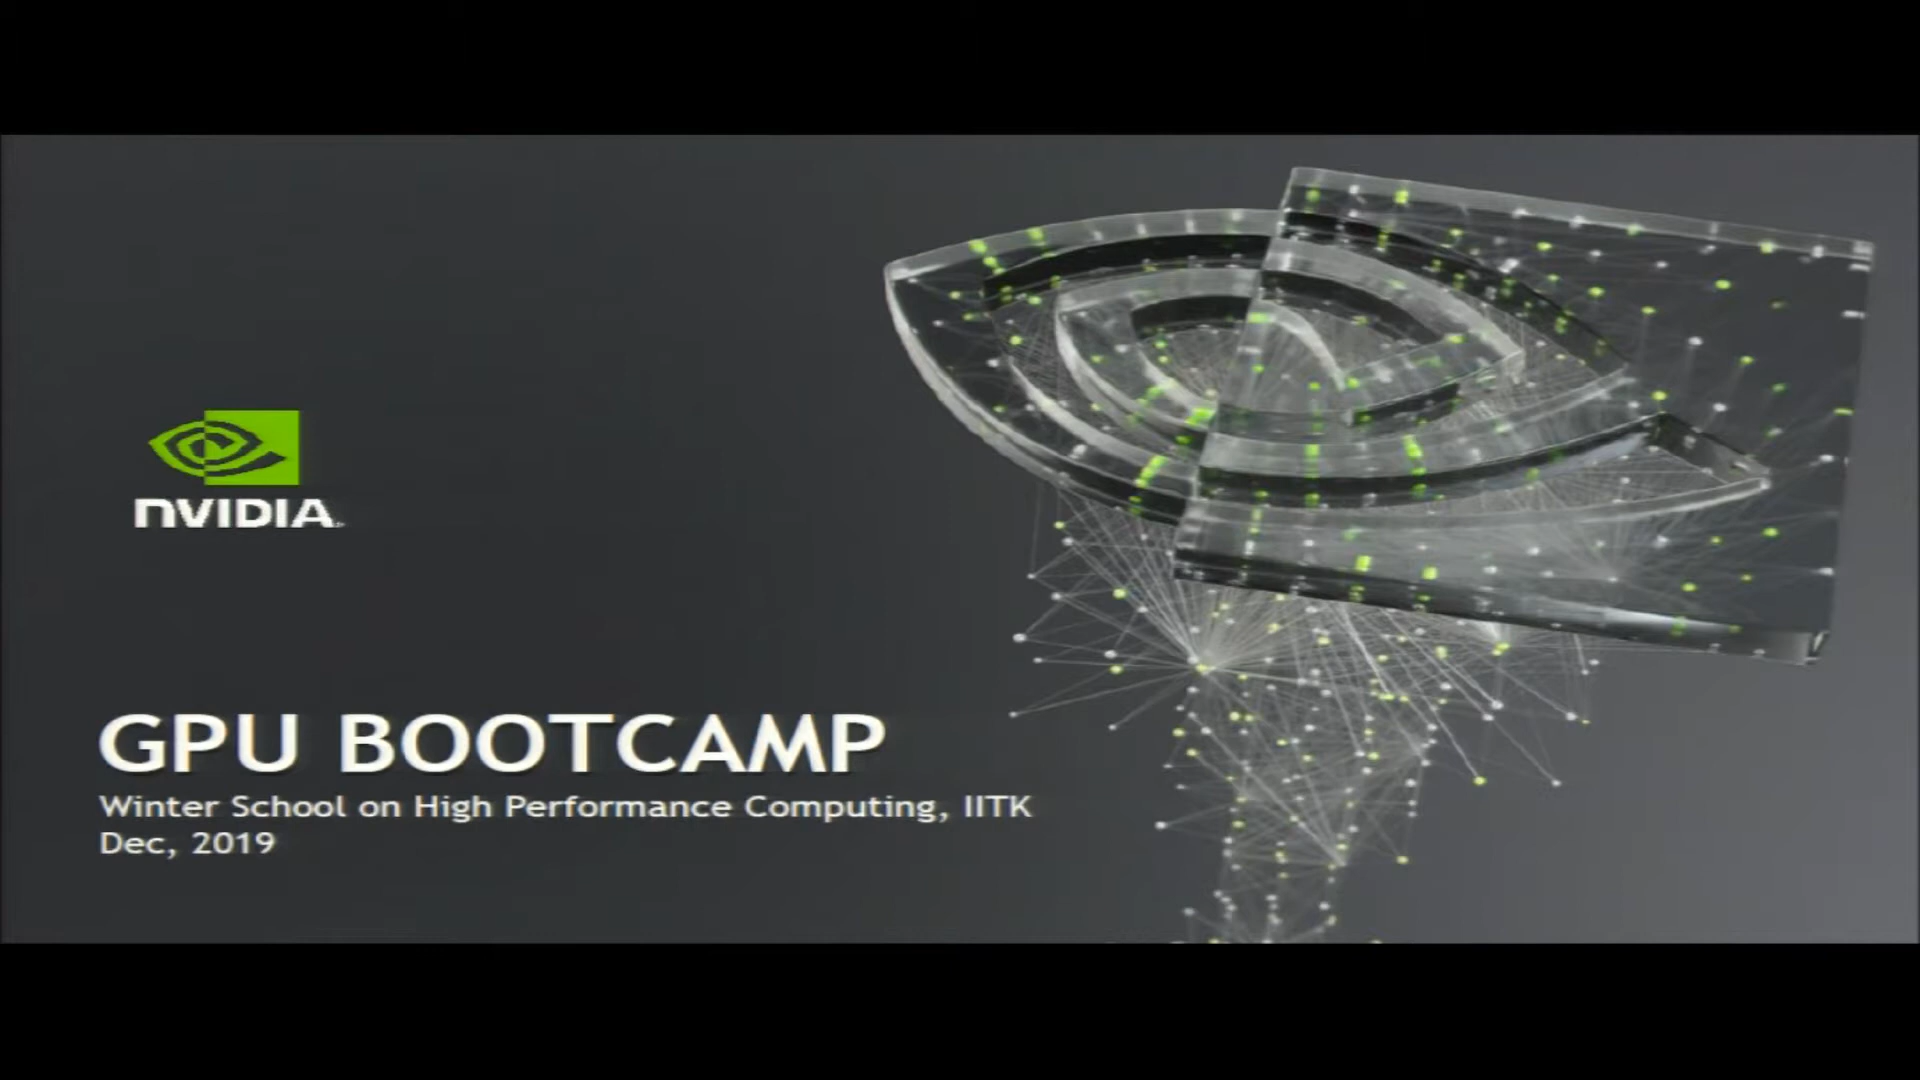 NVIDIA
GPU BOOTCAMP
Winter School on High Performance Computing, IITK
Dec, 2019